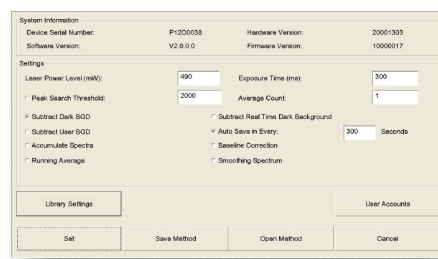 System Information
Device Serial Number: P12O0038 Hardware Version: 20001303
Software Version: V2.0.0.0 Firmware Version: 10000017
Settings
Laser Power Level (mW): 490 Exposure Time (ms): 300
Peak Search Threshold: 2000 Average Count: 1
Subtract Dark BGD Subtract Real Time Dark Background
Subtract User BGD Auto Save in Every: 300 Seconds
Accumulate Spectra Baseline Correction
Running Average Smoothing Spectrum
Library Settings User Accounts
Set Save Method Open Method Cancel